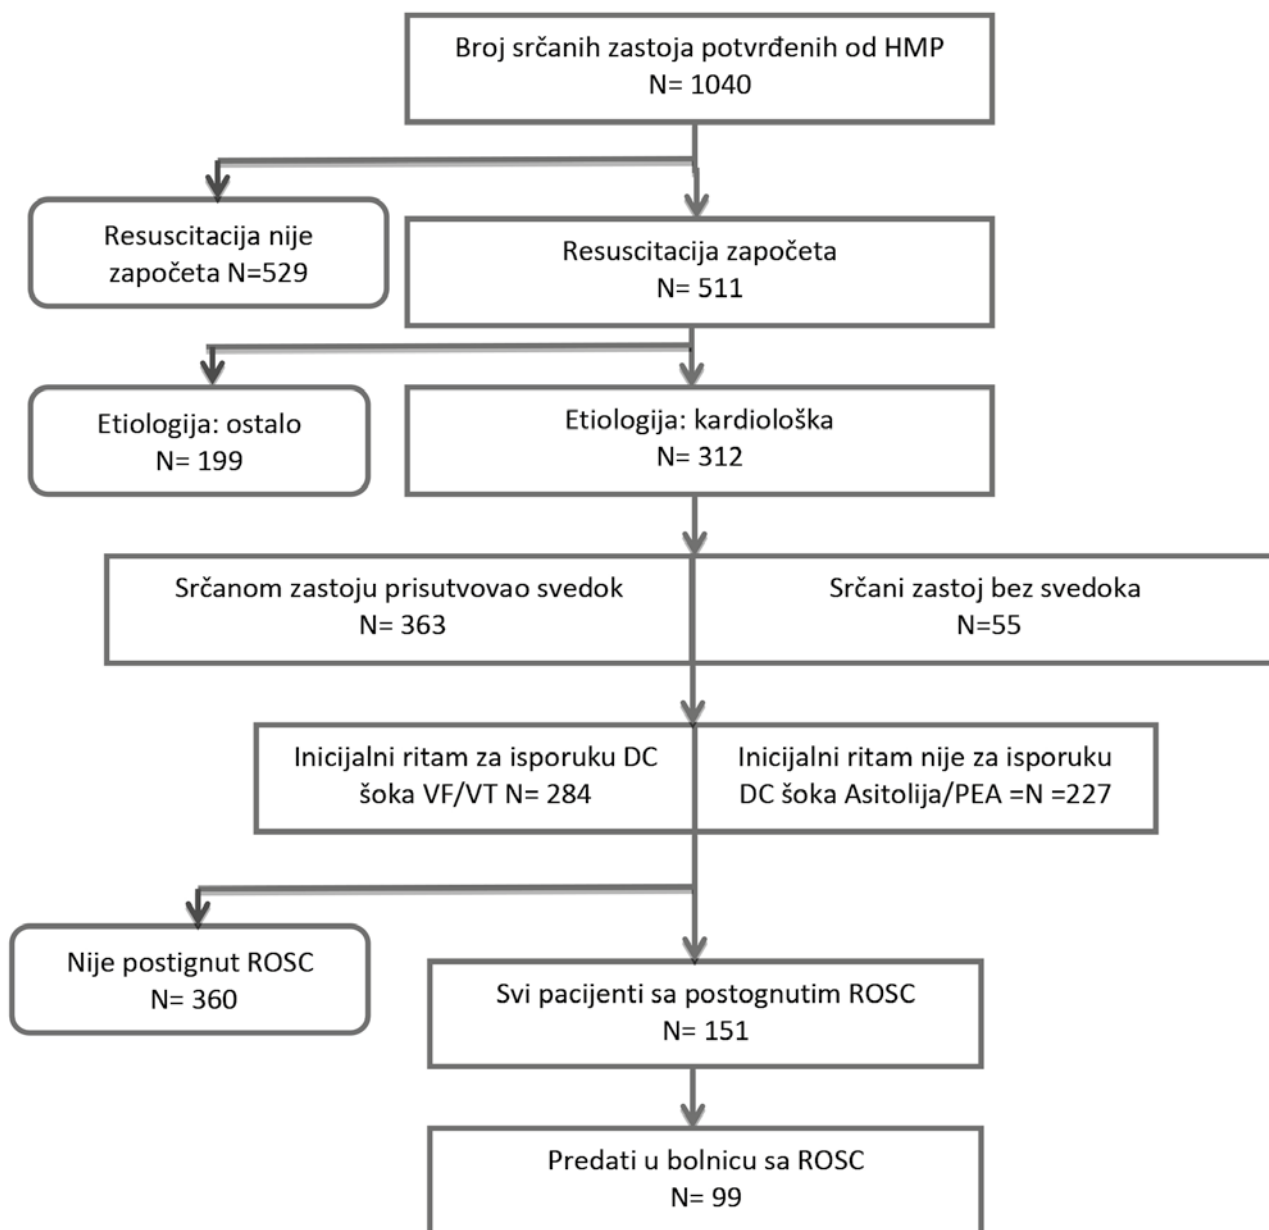 Broj srčanih zastoja potvrđenih od HMP
N= 1040
Resuscitacija nije
započeta N=529
Resuscitacija započeta
N= 511
Etiologija: ostalo
N= 199
Etiologija: kardiološka
N= 312
Srčanom zastoju prisutvovao svedok
N= 363
Srčani zastoj bez svedoka
N=55
Inicijalni ritam za isporuku DC
šoka VF/VT N= 284
Inicijalni ritam nije za isporuku
DC šoka Asitolija/PEA =N =227
Nije postignut ROSC
N= 360
Svi pacijenti sa postognutim ROSC
N= 151
Predati u bolnicu sa ROSC
N= 99